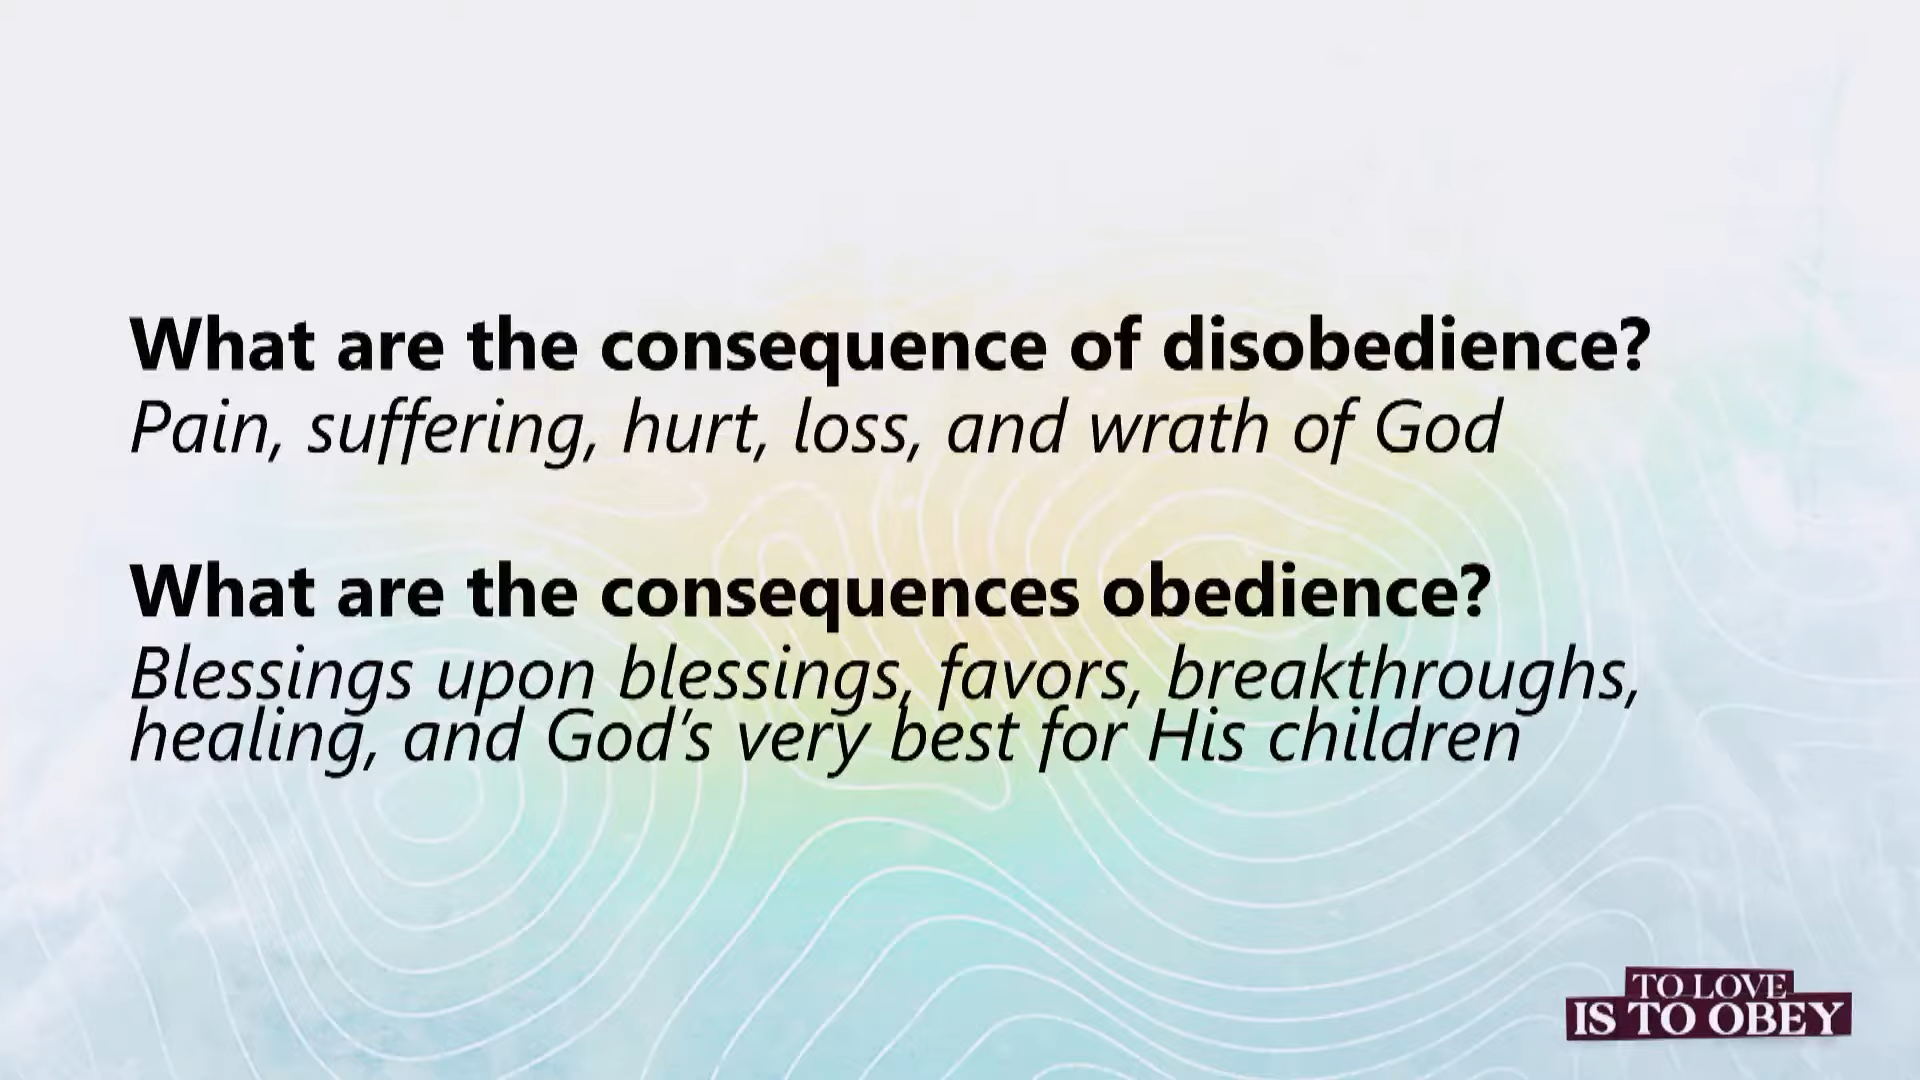 What are the consequence of disobedience?
Pain, suffering, hurt, loss, and wrath of God
What are the consequences obedience?
Blessings upon blessings, favors, breakthroughs,
healing, and God's very best for His children
TO LOVE
IS TO OBEY